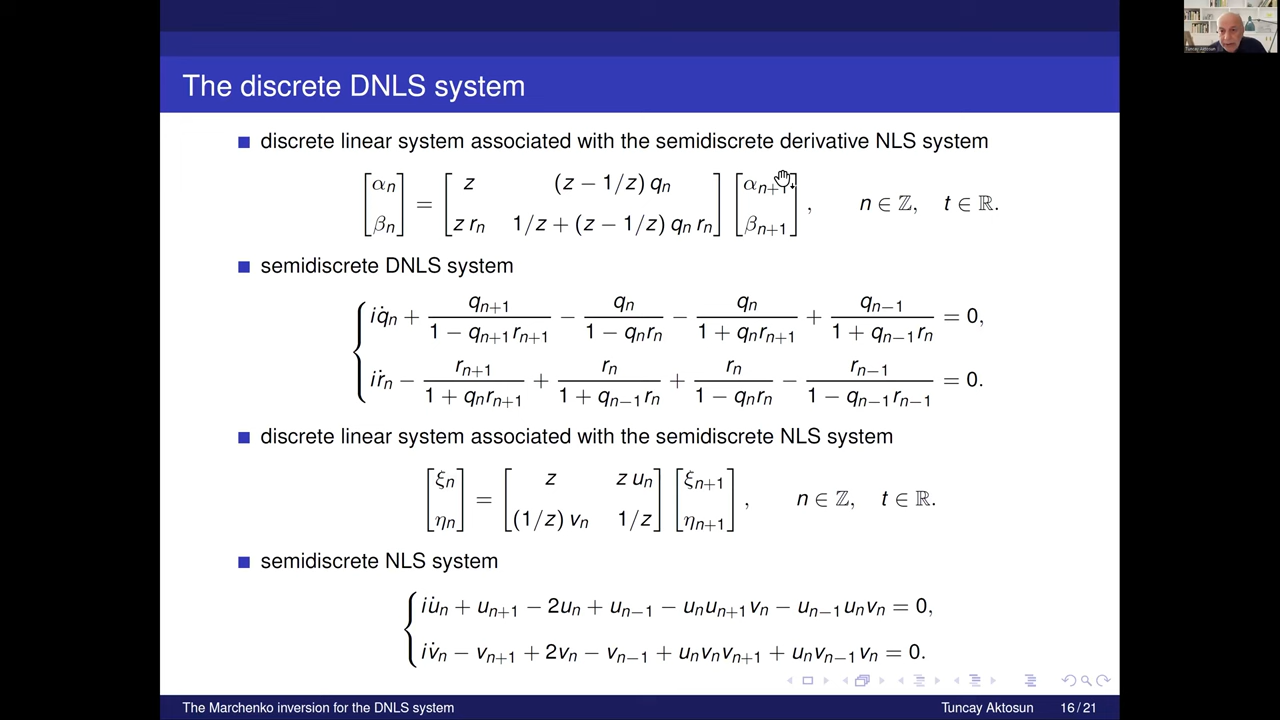 The discrete DNLS system
discrete linear system associated with the semidiscrete derivative NLS system
[αₙ; βₙ] = [z, (z − 1/z) qₙ; z rₙ, 1/z + (z − 1/z) qₙ rₙ] [αₙ₊₁; βₙ₊₁], n ∈ ℤ, t ∈ ℝ.
semidiscrete DNLS system
iq̇ₙ + qₙ₊₁/(1 − qₙ₊₁rₙ₊₁) − qₙ/(1 − qₙrₙ) − qₙ/(1 + qₙrₙ₊₁) + qₙ₋₁/(1 + qₙ₋₁rₙ) = 0,
iṙₙ − rₙ₊₁/(1 + qₙrₙ₊₁) + rₙ/(1 + qₙ₋₁rₙ) + rₙ/(1 − qₙrₙ) − rₙ₋₁/(1 − qₙ₋₁rₙ₋₁) = 0.
discrete linear system associated with the semidiscrete NLS system
[ξₙ; ηₙ] = [z, z uₙ; (1/z) vₙ, 1/z] [ξₙ₊₁; ηₙ₊₁], n ∈ ℤ, t ∈ ℝ.
semidiscrete NLS system
iu̇ₙ + uₙ₊₁ − 2uₙ + uₙ₋₁ − uₙuₙ₊₁vₙ − uₙ₋₁uₙvₙ = 0,
iv̇ₙ − vₙ₊₁ + 2vₙ − vₙ₋₁ + uₙvₙvₙ₊₁ + uₙvₙ₋₁vₙ = 0.
The Marchenko inversion for the DNLS system
Tuncay Aktosun
16 / 21
Tuncay Aktosun